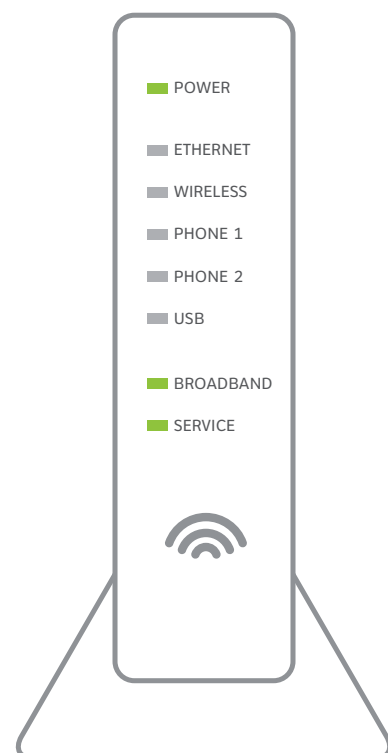 POWER
ETHERNET
WIRELESS
PHONE 1
PHONE 2
USB
BROADBAND
SERVICE